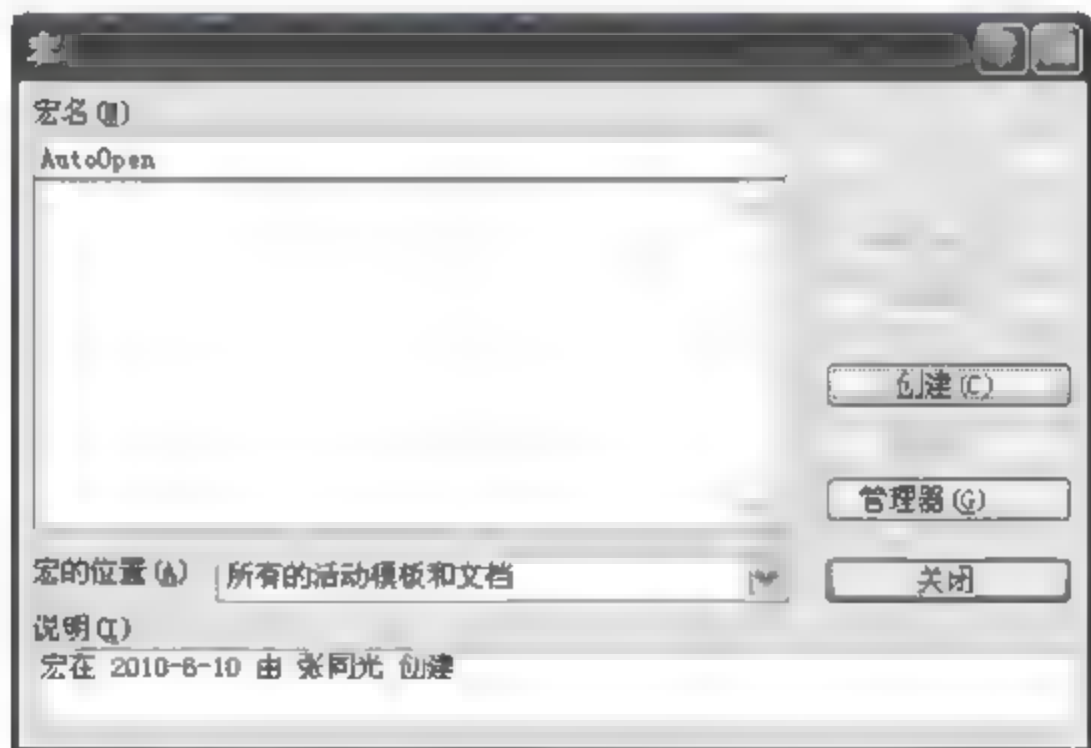 宏
宏名(M)
AutoOpen
创建(C)
管理器(G)
宏的位置(A) 所有的活动模板和文档
关闭
说明(T)
宏在 2010-6-10 由 张同光 创建